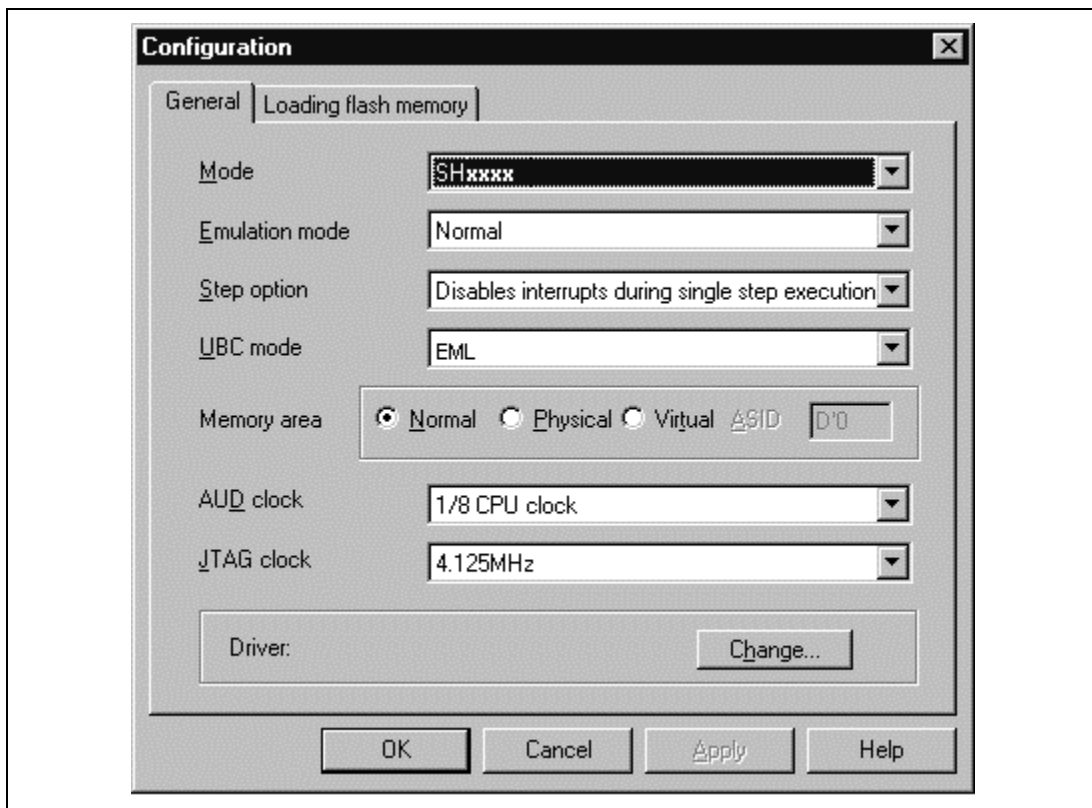 Configuration
General Loading flash memory
Mode SHxxxx
Emulation mode Normal
Step option Disables interrupts during single step execution
UBC mode EML
Memory area Normal Physical Virtual ASID D'0
AUD clock 1/8 CPU clock
JTAG clock 4.125MHz
Driver: Change...
OK Cancel Apply Help